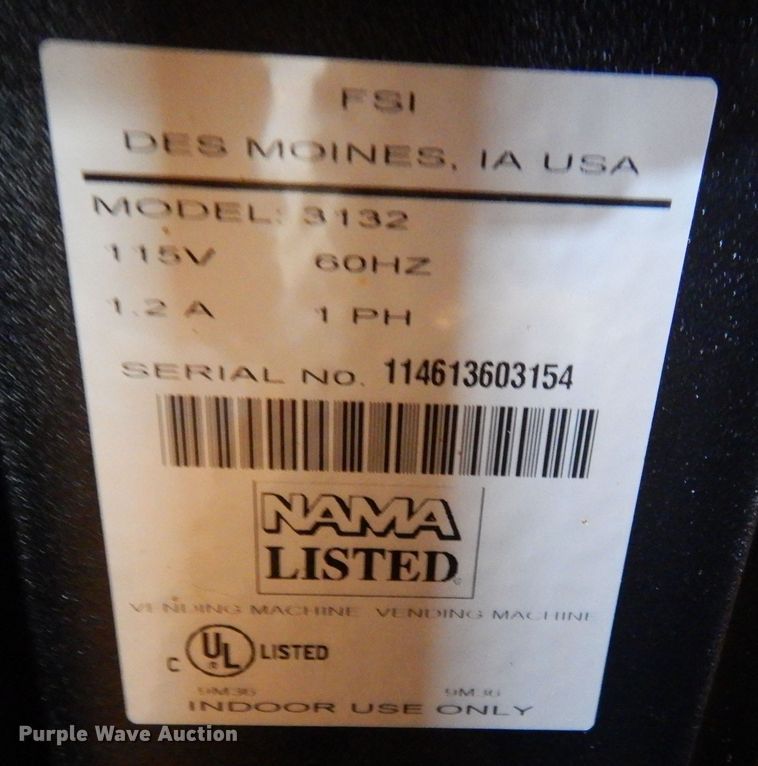 FSI
DES MOINES, IA USA
MODEL: 3132
115V 60HZ
1.2 A 1 PH
SERIAL NO. 114613603154
NAMA
LISTED
VENDING MACHINE VENDING MACHINE
C UL ® LISTED
9M36 9M36
INDOOR USE ONLY
Purple Wave Auction